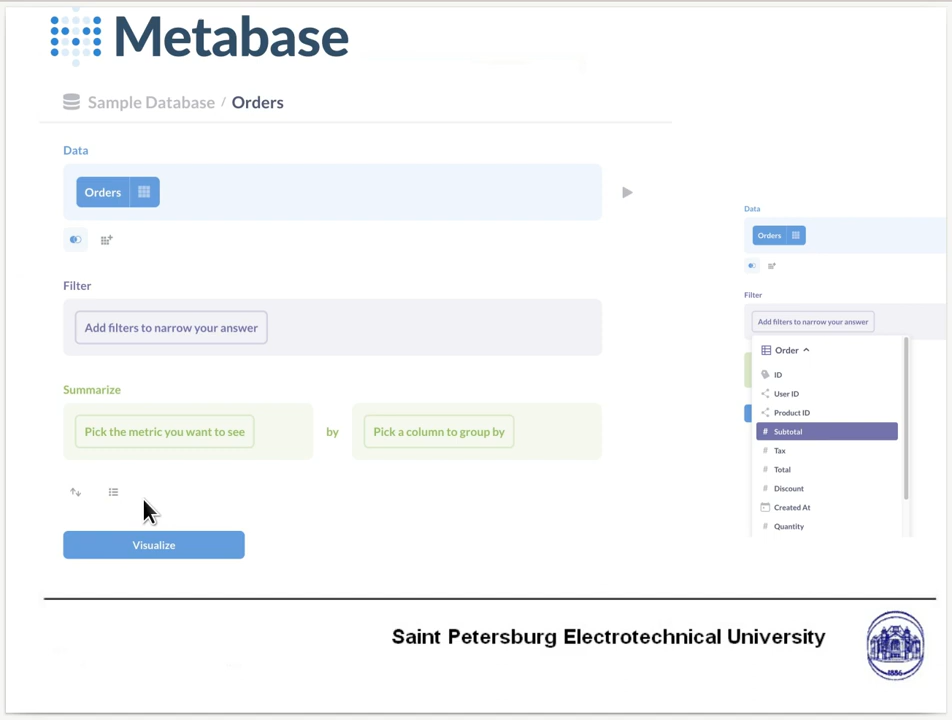 Metabase
Sample Database / Orders
Data
Orders
Filter
Add filters to narrow your answer
Summarize
Pick the metric you want to see
by
Pick a column to group by
Visualize
Data
Orders
Filter
Add filters to narrow your answer
Order
ID
User ID
Product ID
# Subtotal
# Tax
# Total
# Discount
Created At
# Quantity
Saint Petersburg Electrotechnical University
1886